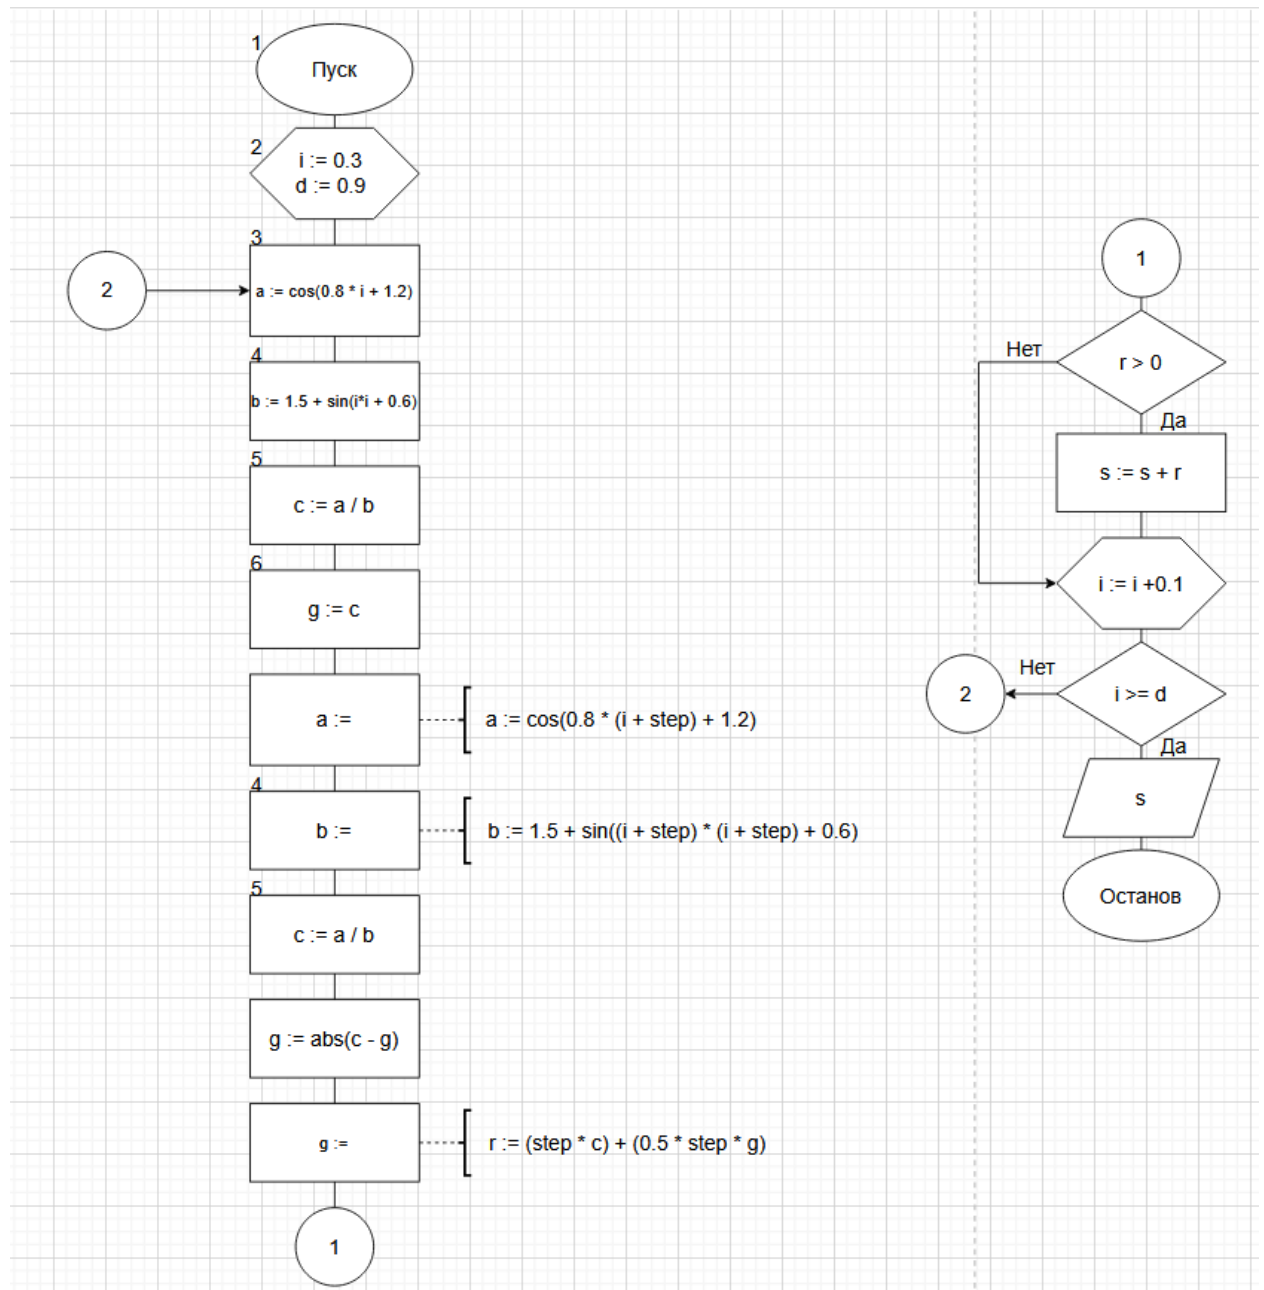 1
Пуск
2
i := 0.3
d := 0.9
3
2
a := cos(0.8 * i + 1.2)
4
b := 1.5 + sin(i*i + 0.6)
5
c := a / b
6
g := c
a :=
a := cos(0.8 * (i + step) + 1.2)
4
b :=
b := 1.5 + sin((i + step) * (i + step) + 0.6)
5
c := a / b
g := abs(c - g)
g :=
r := (step * c) + (0.5 * step * g)
1
1
Нет
r > 0
Да
s := s + r
i := i +0.1
Нет
2
i >= d
Да
s
Останов